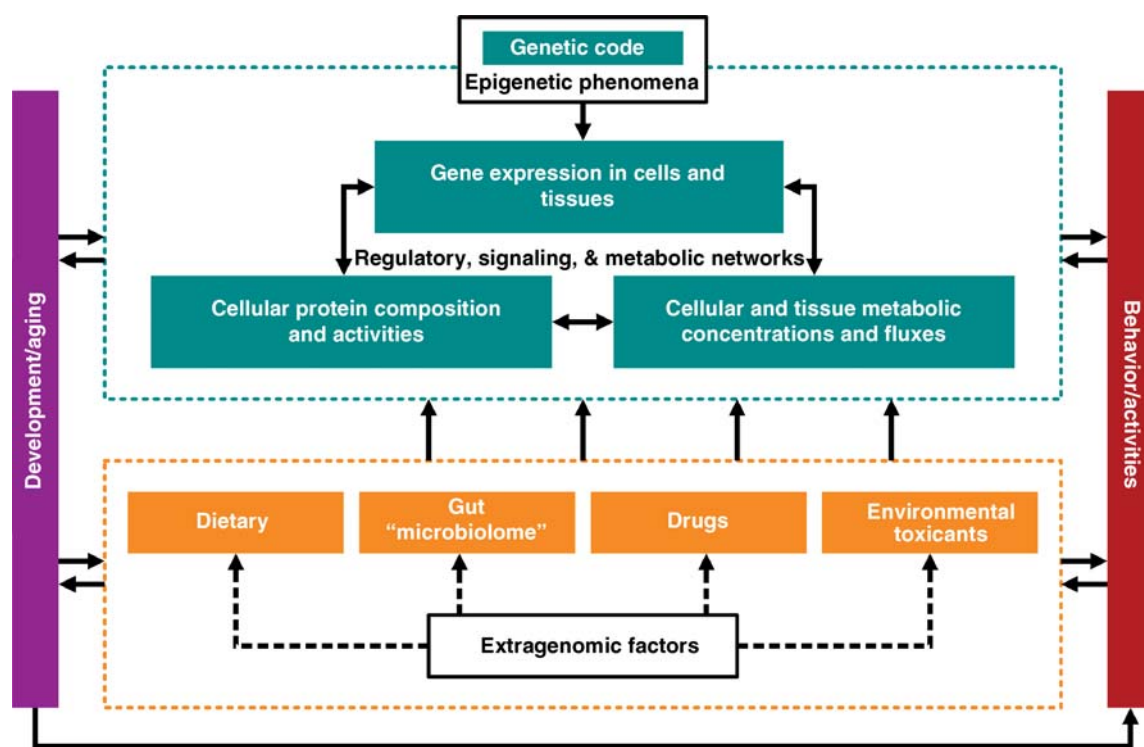 Genetic code
Epigenetic phenomena
Gene expression in cells and
tissues
Regulatory, signaling, & metabolic networks
Cellular protein composition
and activities
Cellular and tissue metabolic
concentrations and fluxes
Development/aging
Behavior/activities
Dietary
Gut
“microbiolome”
Drugs
Environmental
toxicants
Extragenomic factors